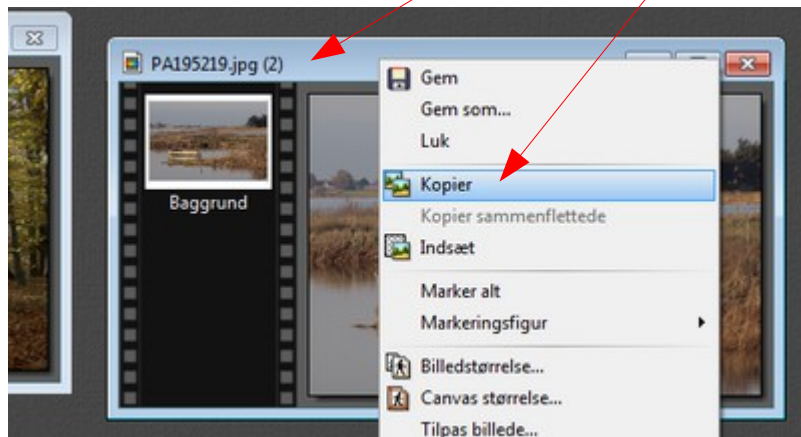 PA195219.jpg (2)
Baggrund
Gem
Gem som...
Luk
Kopier
Kopier sammenflettede
Indsæt
Marker alt
Markeringsfigur
Billedstørrelse...
Canvas størrelse...
Tilpas billede...